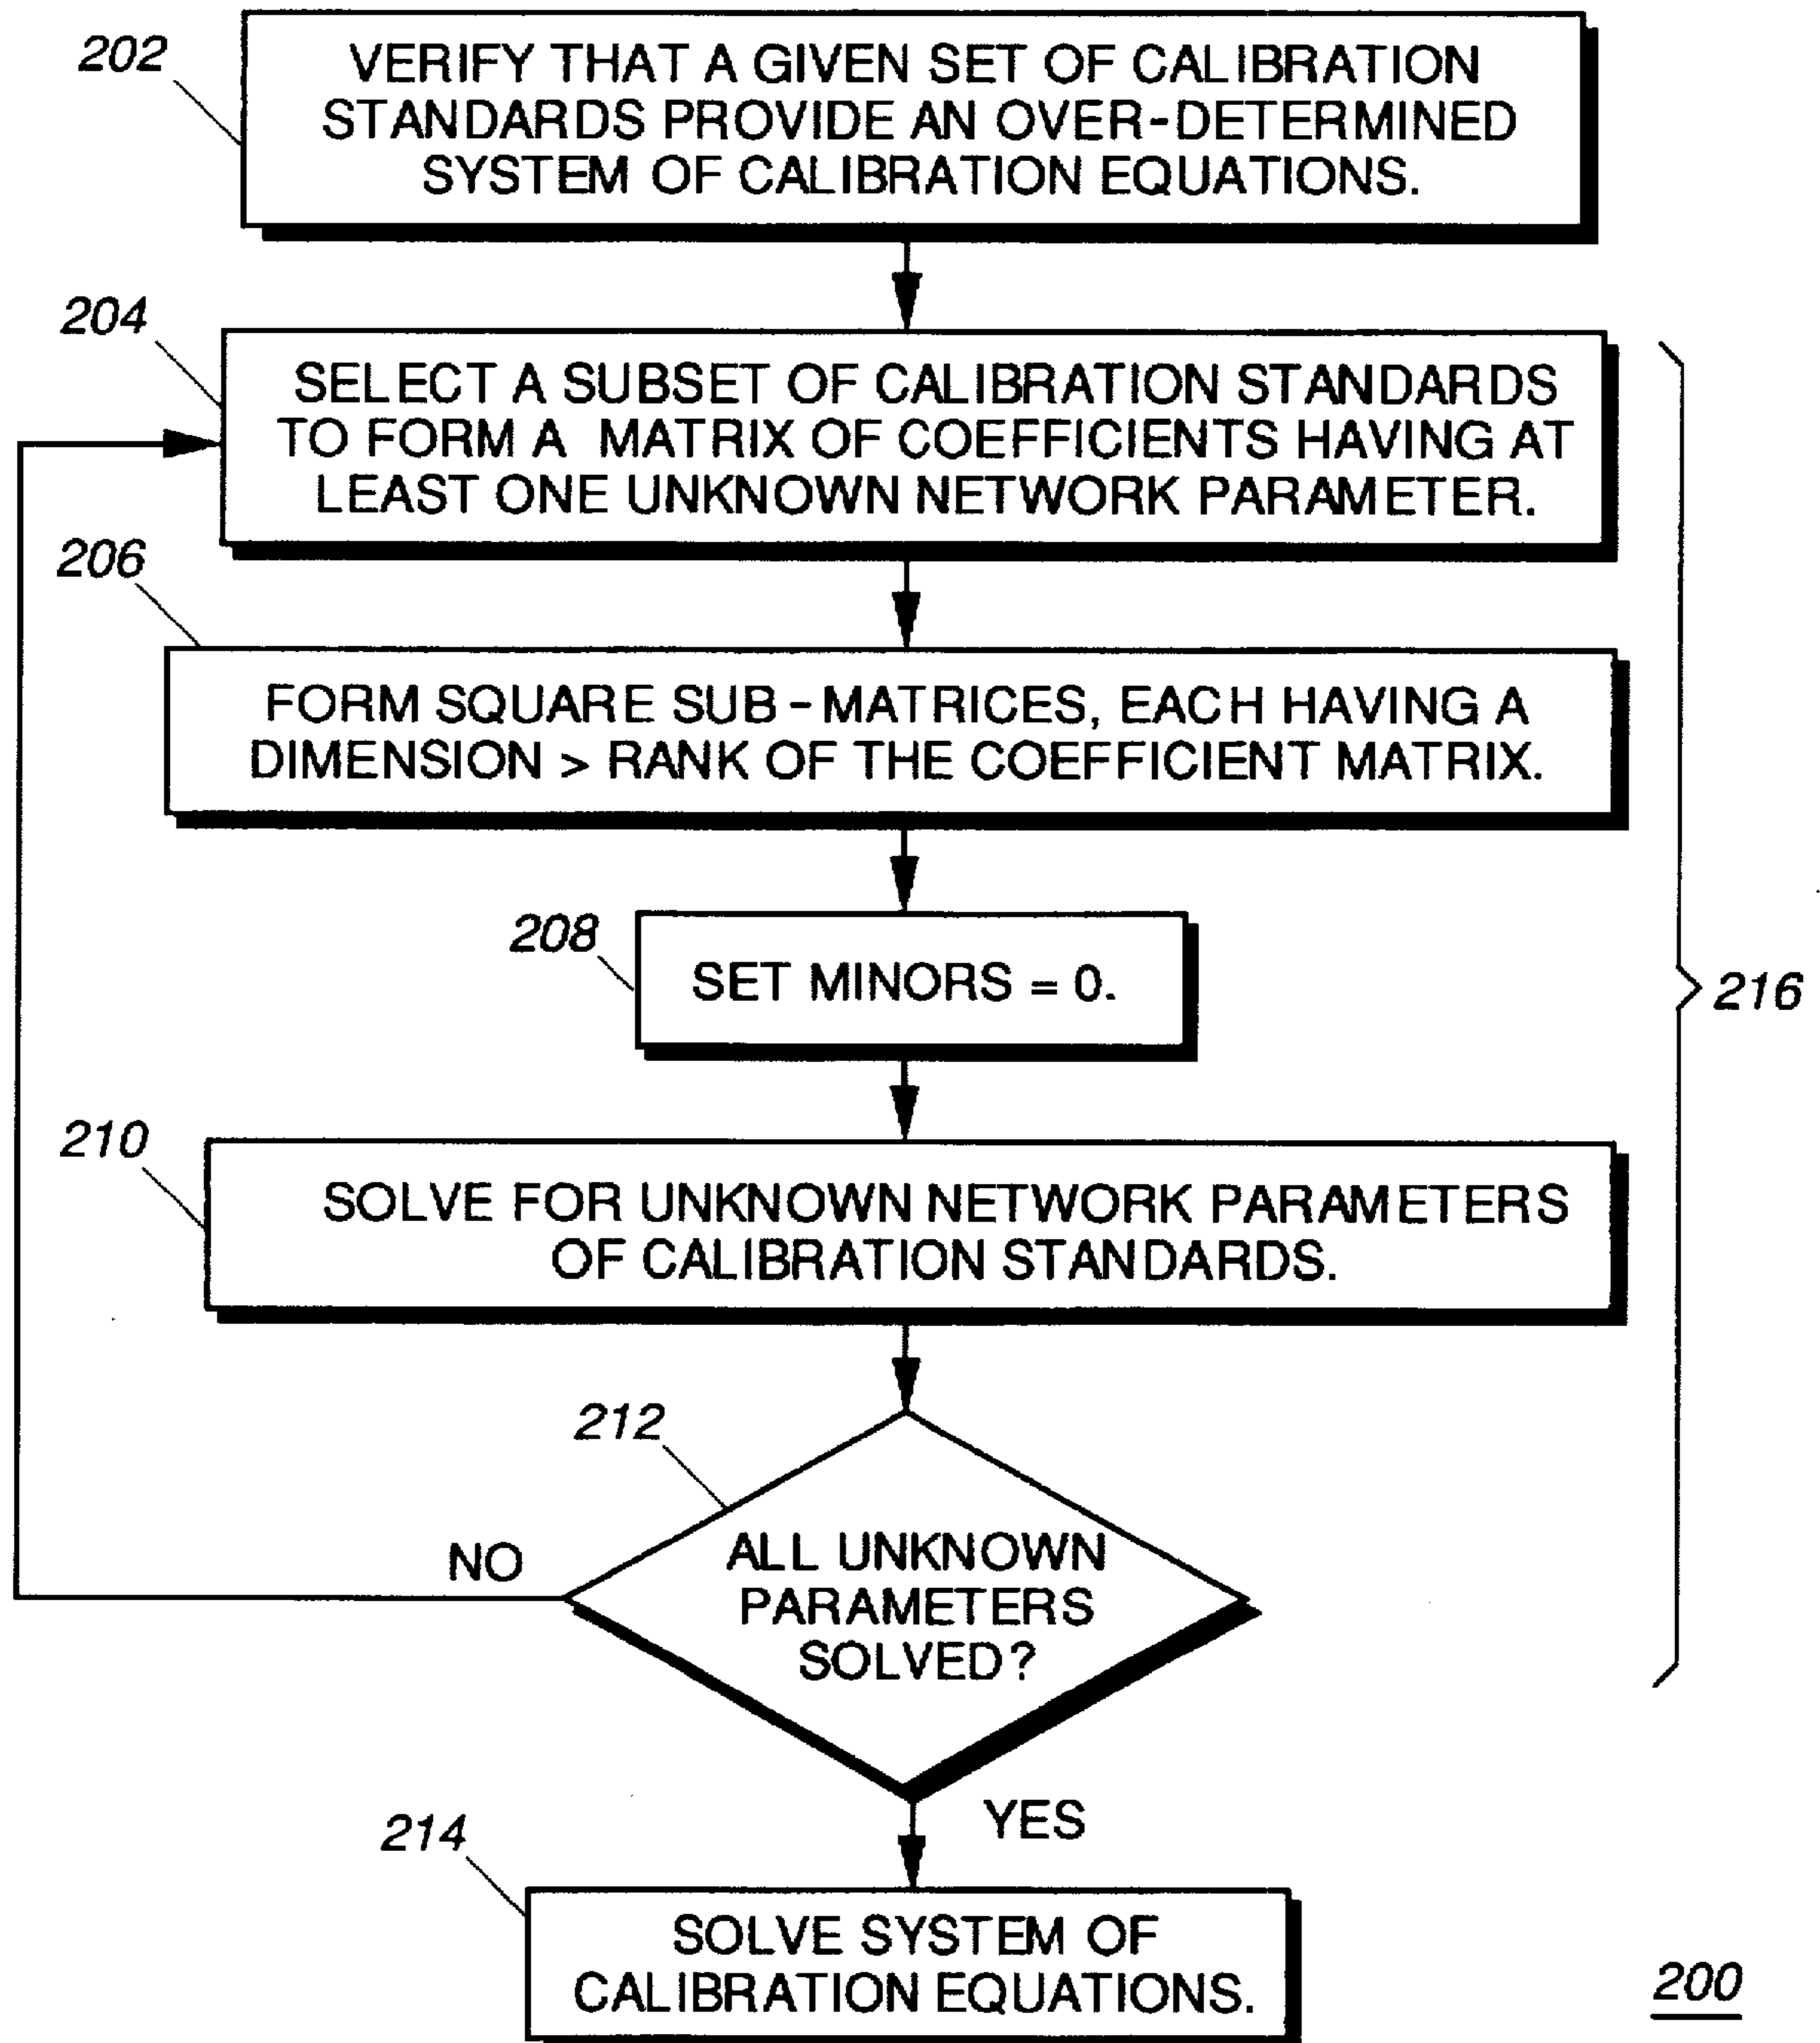 202
VERIFY THAT A GIVEN SET OF CALIBRATION
STANDARDS PROVIDE AN OVER-DETERMINED
SYSTEM OF CALIBRATION EQUATIONS.
204
SELECT A SUBSET OF CALIBRATION STANDARDS
TO FORM A MATRIX OF COEFFICIENTS HAVING AT
LEAST ONE UNKNOWN NETWORK PARAMETER.
206
FORM SQUARE SUB-MATRICES, EACH HAVING A
DIMENSION > RANK OF THE COEFFICIENT MATRIX.
208
SET MINORS = 0.
216
210
SOLVE FOR UNKNOWN NETWORK PARAMETERS
OF CALIBRATION STANDARDS.
212
NO
ALL UNKNOWN
PARAMETERS
SOLVED?
YES
214
SOLVE SYSTEM OF
CALIBRATION EQUATIONS.
200